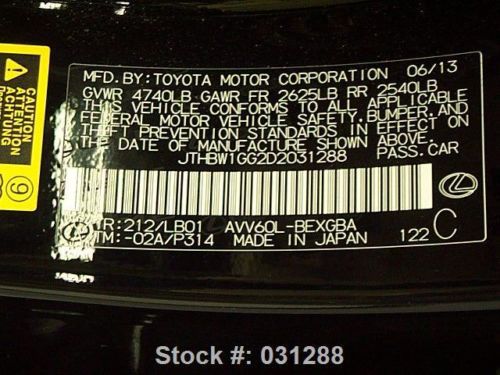 MFD.BY:TOYOTA MOTOR CORPORATION 06/13
GVWR 4740LB GAWR FR 2625LB RR 2540LB
THIS VEHICLE CONFORMS TO ALL APPLICABLE
FEDERAL MOTOR VEHICLE SAFETY,BUMPER,AND
THEFT PREVENTION STANDARDS IN EFFECT ON
THE DATE OF MANUFACTURE SHOWN ABOVE.
JTHBW1GG2D2031288 PASS.CAR
TR:212/LB01 AVV60L-BEXGBA
TM:-02A/P314 MADE IN JAPAN 122 C
CAUTION
ATTENTION
ACHTUNG
9
Stock #: 031288